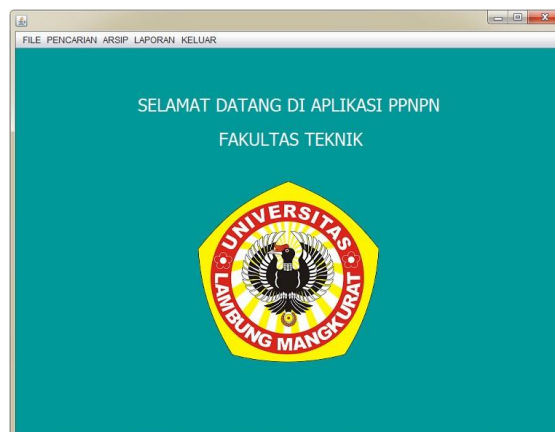 FILE PENCARIAN ARSIP LAPORAN KELUAR
SELAMAT DATANG DI APLIKASI PPNPN
FAKULTAS TEKNIK
UNIVERSITAS
LAMBUNG MANGKURAT